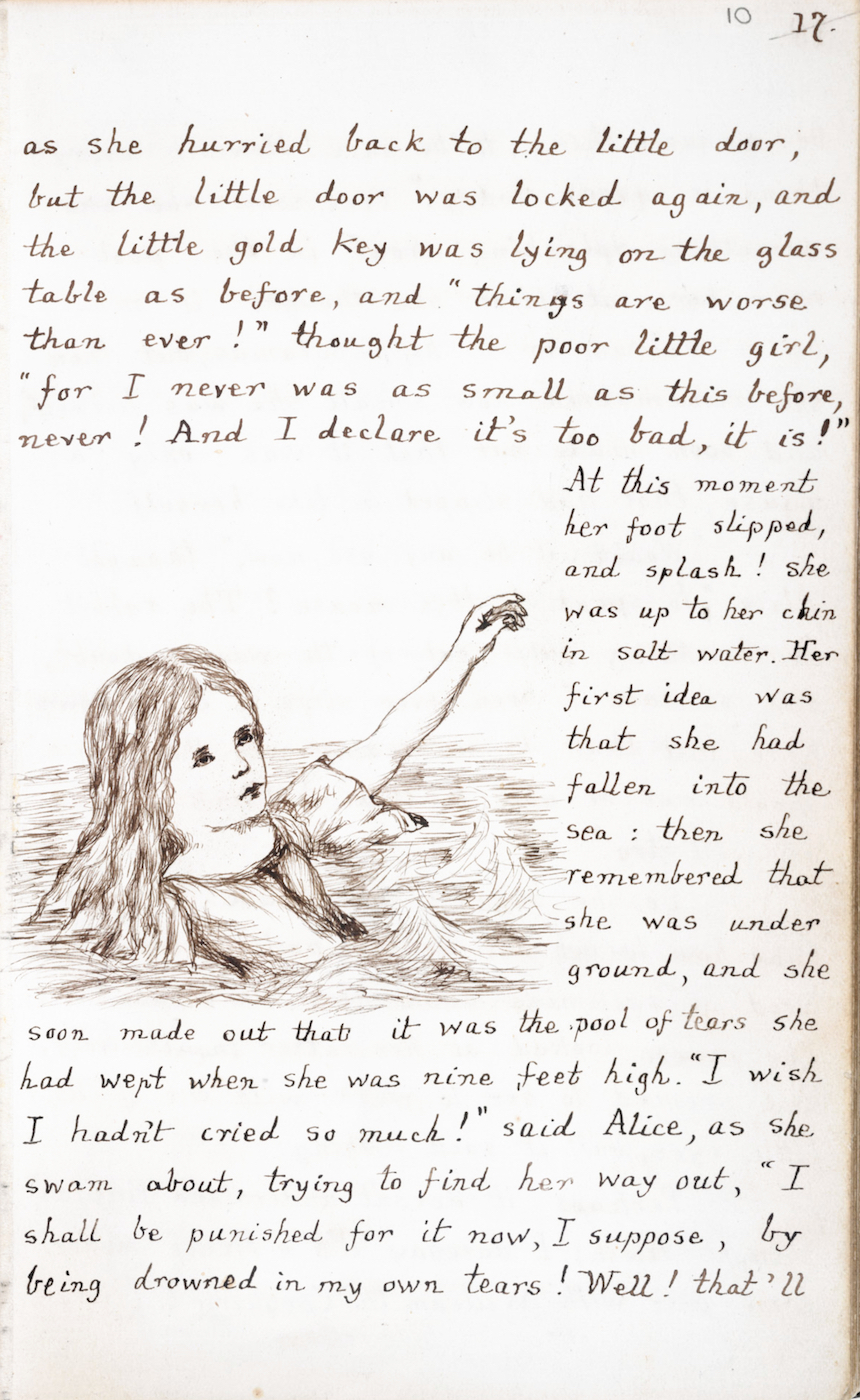 10 17.
as she hurried back to the little door,
but the little door was locked again, and
the little gold key was lying on the glass
table as before, and "things are worse
than ever!" thought the poor little girl,
"for I never was as small as this before,
never! And I declare it's too bad, it is!"
At this moment
her foot slipped,
and splash! she
was up to her chin
in salt water. Her
first idea was
that she had
fallen into the
sea: then she
remembered that
she was under
ground, and she
soon made out that it was the pool of tears she
had wept when she was nine feet high. "I wish
I hadn't cried so much!" said Alice, as she
swam about, trying to find her way out, "I
shall be punished for it now, I suppose, by
being drowned in my own tears! Well! that'll